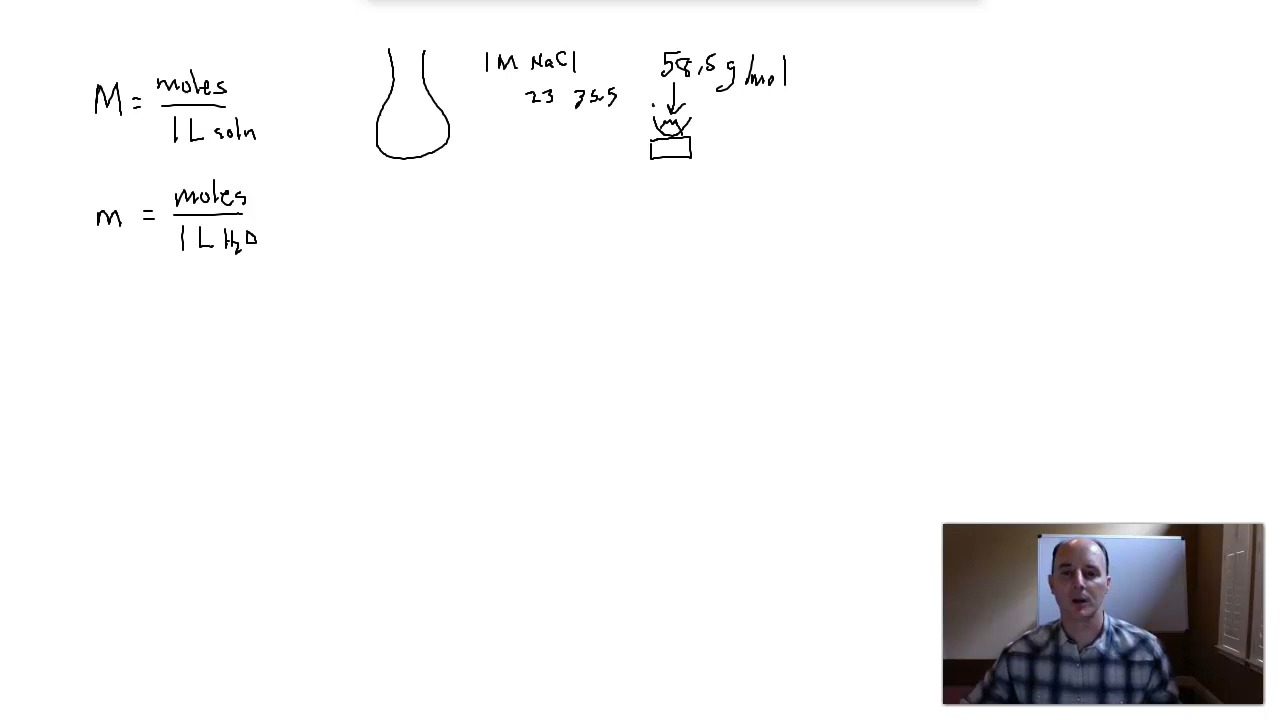 M = moles / 1 L soln
m = moles / 1 L H₂O
1 M NaCl
23 35.5
58.5 g/mol